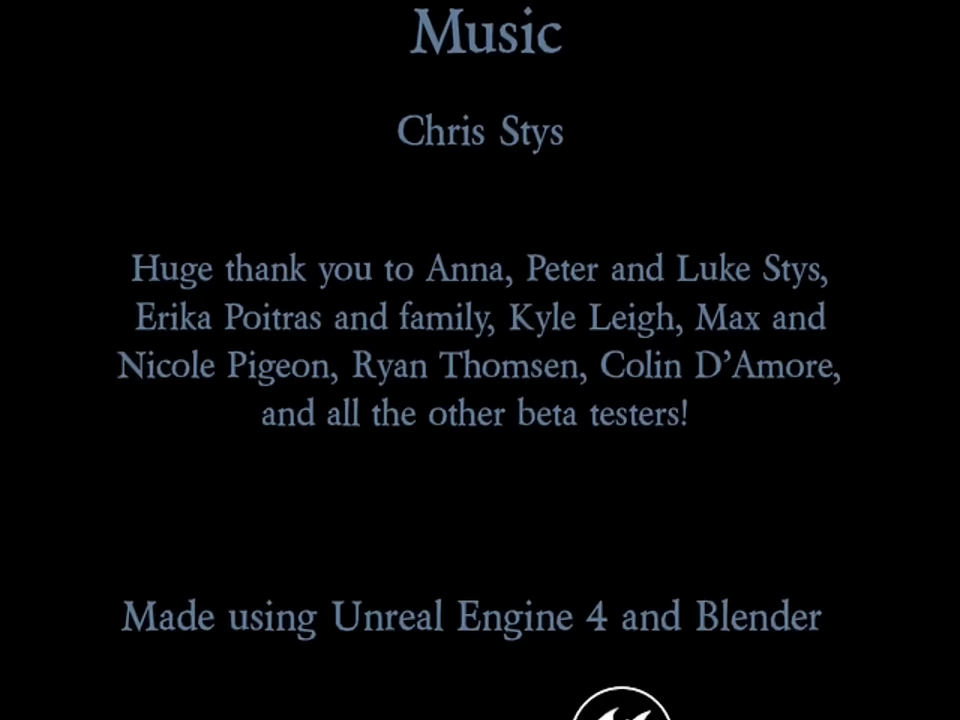 Music
Chris Stys
Huge thank you to Anna, Peter and Luke Stys,
Erika Poitras and family, Kyle Leigh, Max and
Nicole Pigeon, Ryan Thomsen, Colin D’Amore,
and all the other beta testers!
Made using Unreal Engine 4 and Blender